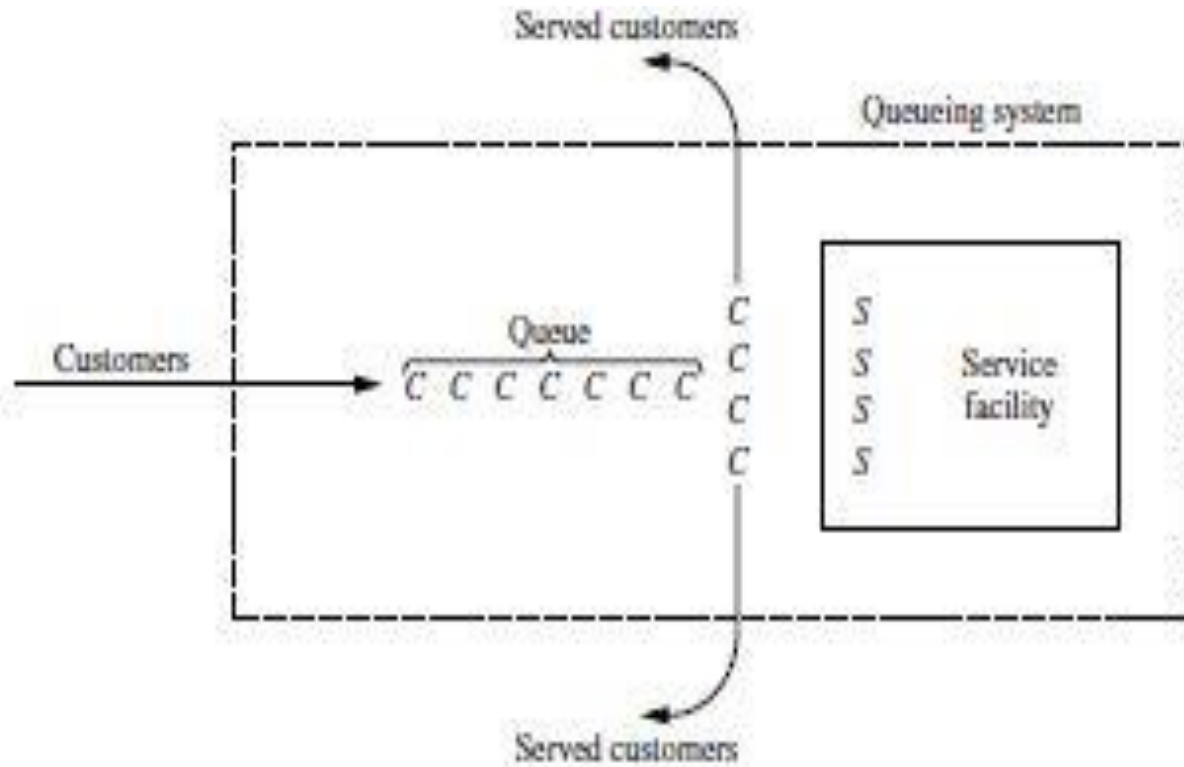 Served customers
Queueing system
Customers
Queue
C C C C C C C
C
C
C
C
S
S
S
S
Service
facility
Served customers